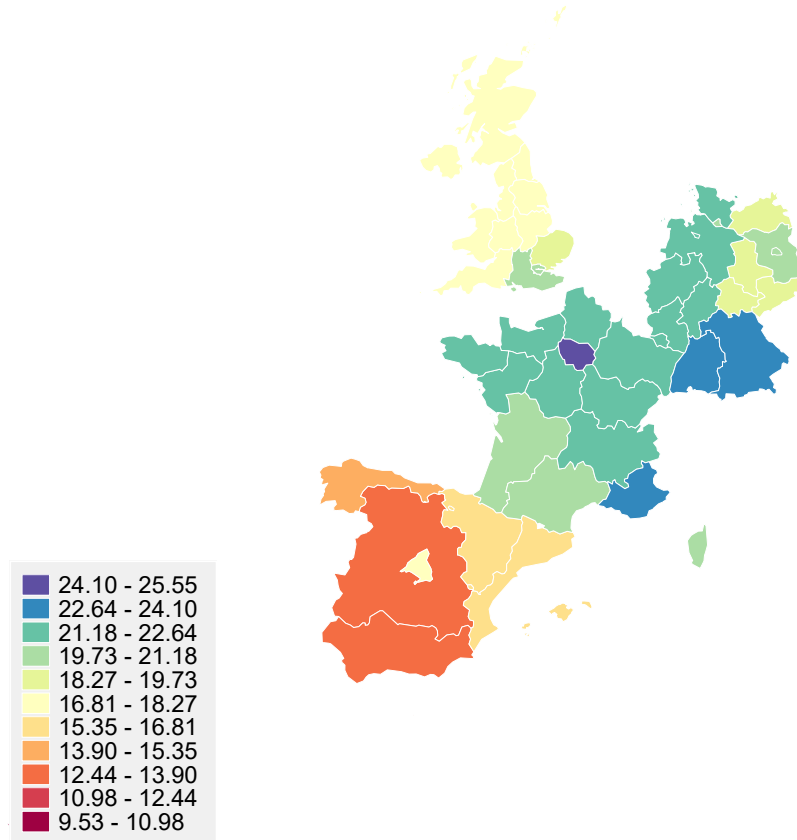 24.10 - 25.55
22.64 - 24.10
21.18 - 22.64
19.73 - 21.18
18.27 - 19.73
16.81 - 18.27
15.35 - 16.81
13.90 - 15.35
12.44 - 13.90
10.98 - 12.44
9.53 - 10.98